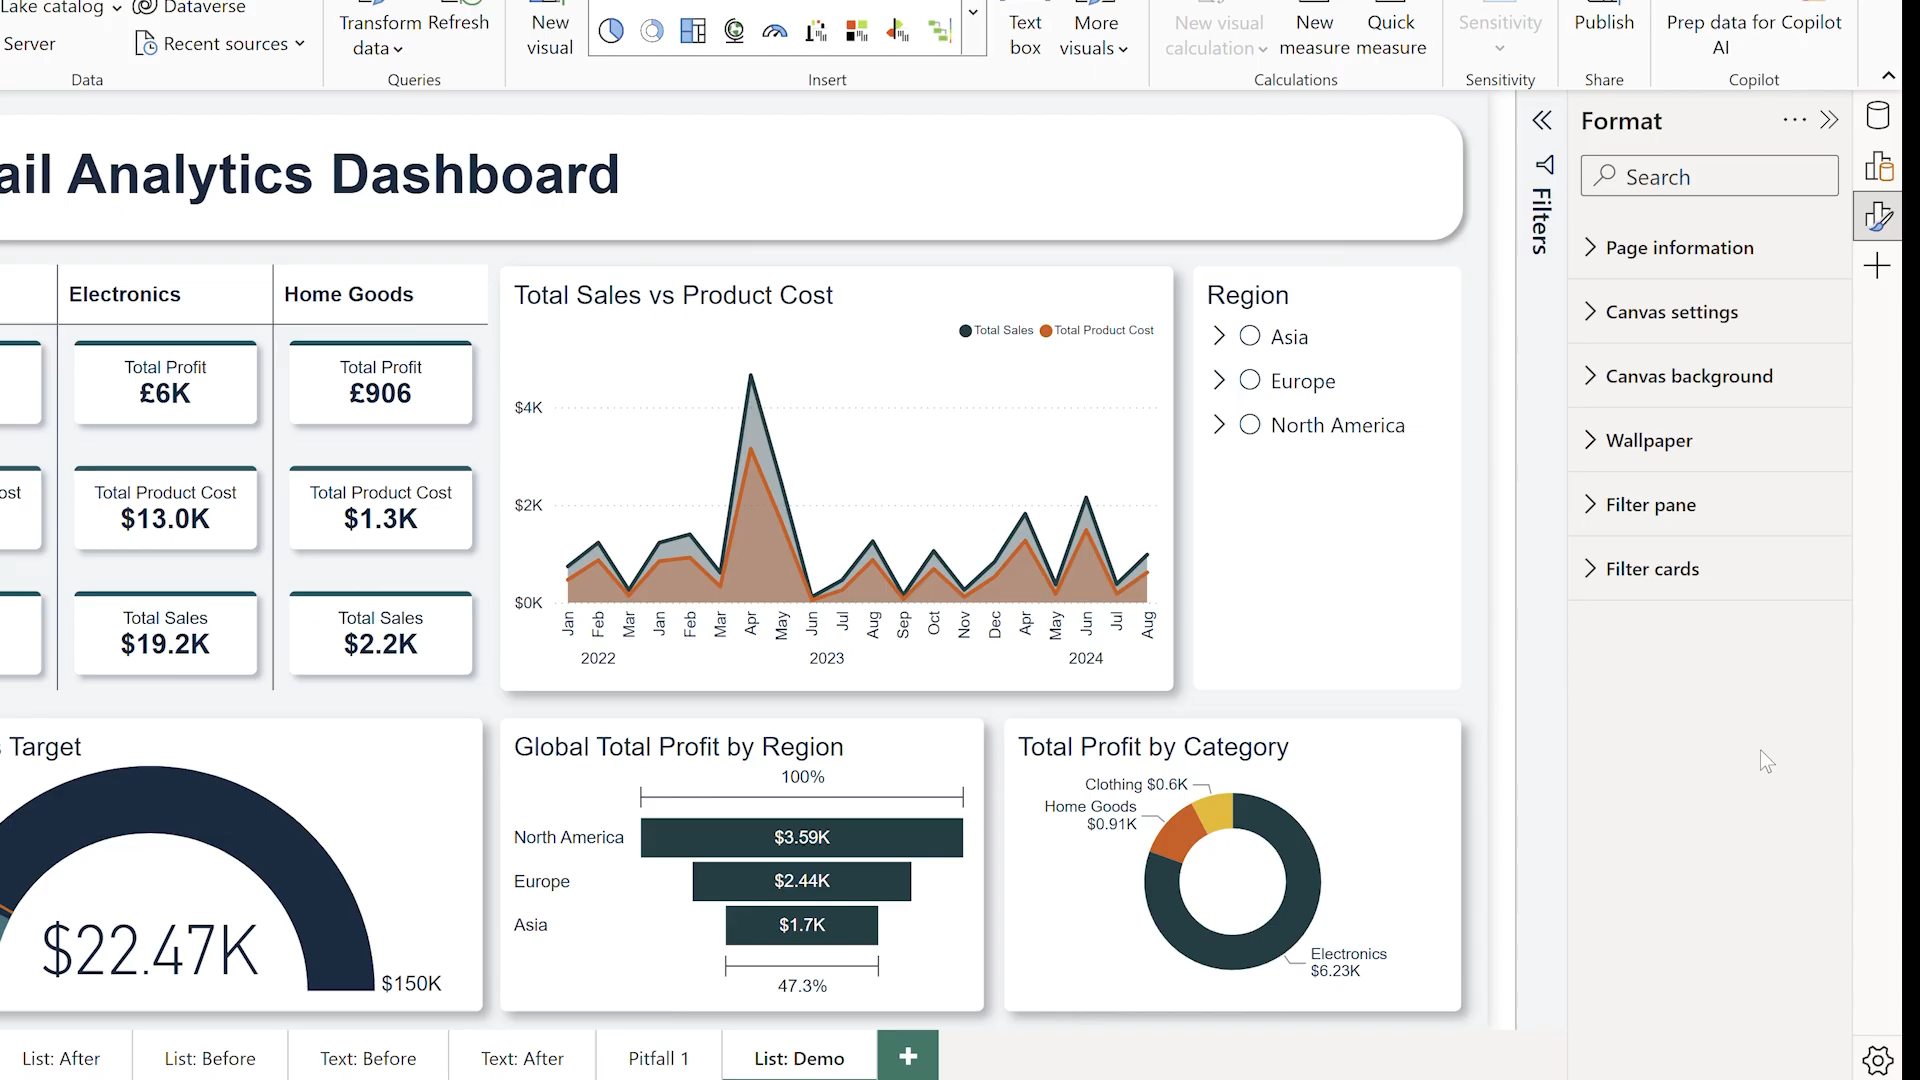 Lake catalog
Dataverse
Server
Recent sources
Data
Transform
data
Refresh
Queries
New
visual
Insert
Text
box
More
visuals
New visual
calculation
New
measure
Quick
measure
Calculations
Sensitivity
Sensitivity
Publish
Share
Prep data for
AI
Copilot
Copilot
ail Analytics Dashboard
Electronics
Home Goods
Total Profit
£6K
Total Profit
£906
ost
Total Product Cost
$13.0K
Total Product Cost
$1.3K
Total Sales
$19.2K
Total Sales
$2.2K
Total Sales vs Product Cost
Total Sales
Total Product Cost
$4K
$2K
$0K
Jan
Feb
Mar
Jan
Feb
Mar
Apr
May
Jun
Jul
Aug
Sep
Oct
Nov
Dec
Apr
May
Jun
Jul
Aug
2022
2023
2024
Region
Asia
Europe
North America
s Target
$22.47K
$150K
Global Total Profit by Region
100%
North America
$3.59K
Europe
$2.44K
Asia
$1.7K
47.3%
Total Profit by Category
Clothing $0.6K
Home Goods
$0.91K
Electronics
$6.23K
Filters
Format
Search
Page information
Canvas settings
Canvas background
Wallpaper
Filter pane
Filter cards
List: After
List: Before
Text: Before
Text: After
Pitfall 1
List: Demo